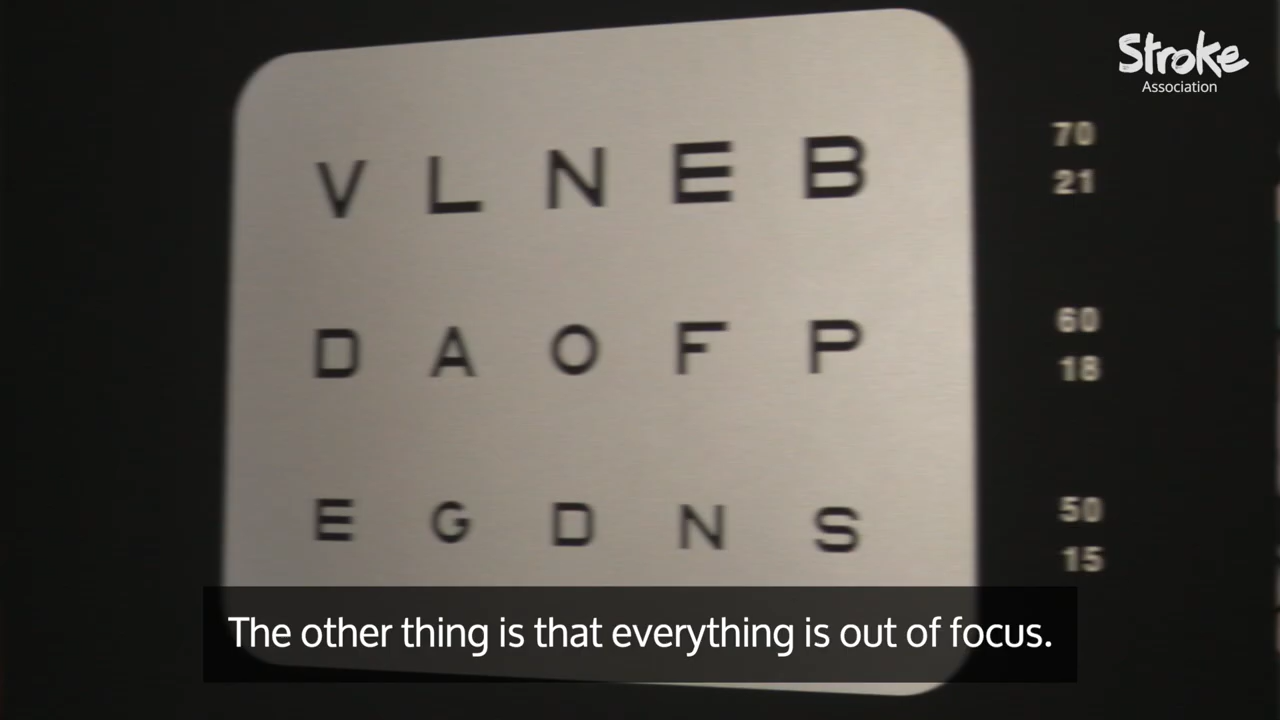 Stroke
Association
V L N E B
70
21
D A O F P
60
18
E G D N S
50
15
The other thing is that everything is out of focus.